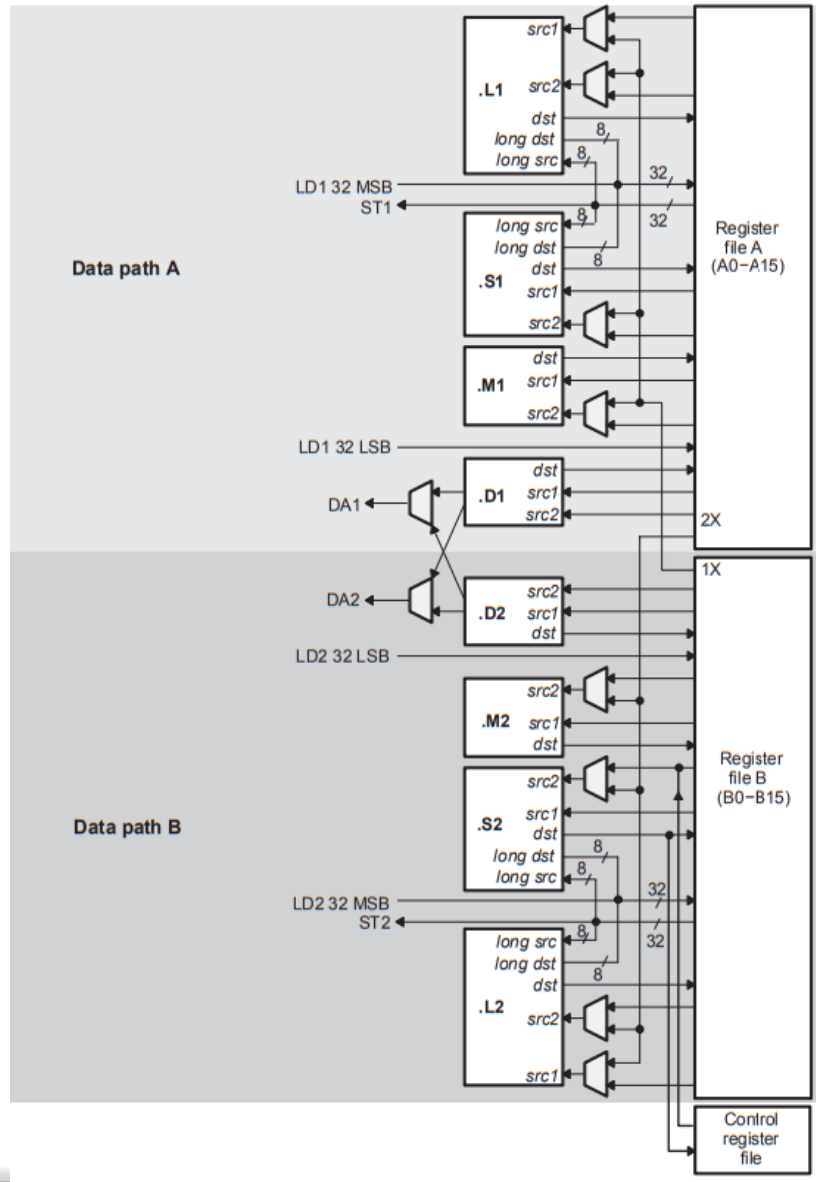 src1
.L1
src2
dst
8
long dst
8
long src
LD1 32 MSB
32
ST1
8
32
long src
long dst
8
dst
.S1
src1
src2
Register
file A
(A0−A15)
Data path A
dst
.M1
src1
src2
LD1 32 LSB
dst
.D1
src1
src2
DA1
2X
1X
DA2
src2
.D2
src1
dst
LD2 32 LSB
src2
.M2
src1
dst
Register
file B
(B0−B15)
src2
src1
.S2
dst
Data path B
8
long dst
8
long src
LD2 32 MSB
32
ST2
8
32
long src
long dst
8
dst
.L2
src2
src1
Control
register
file